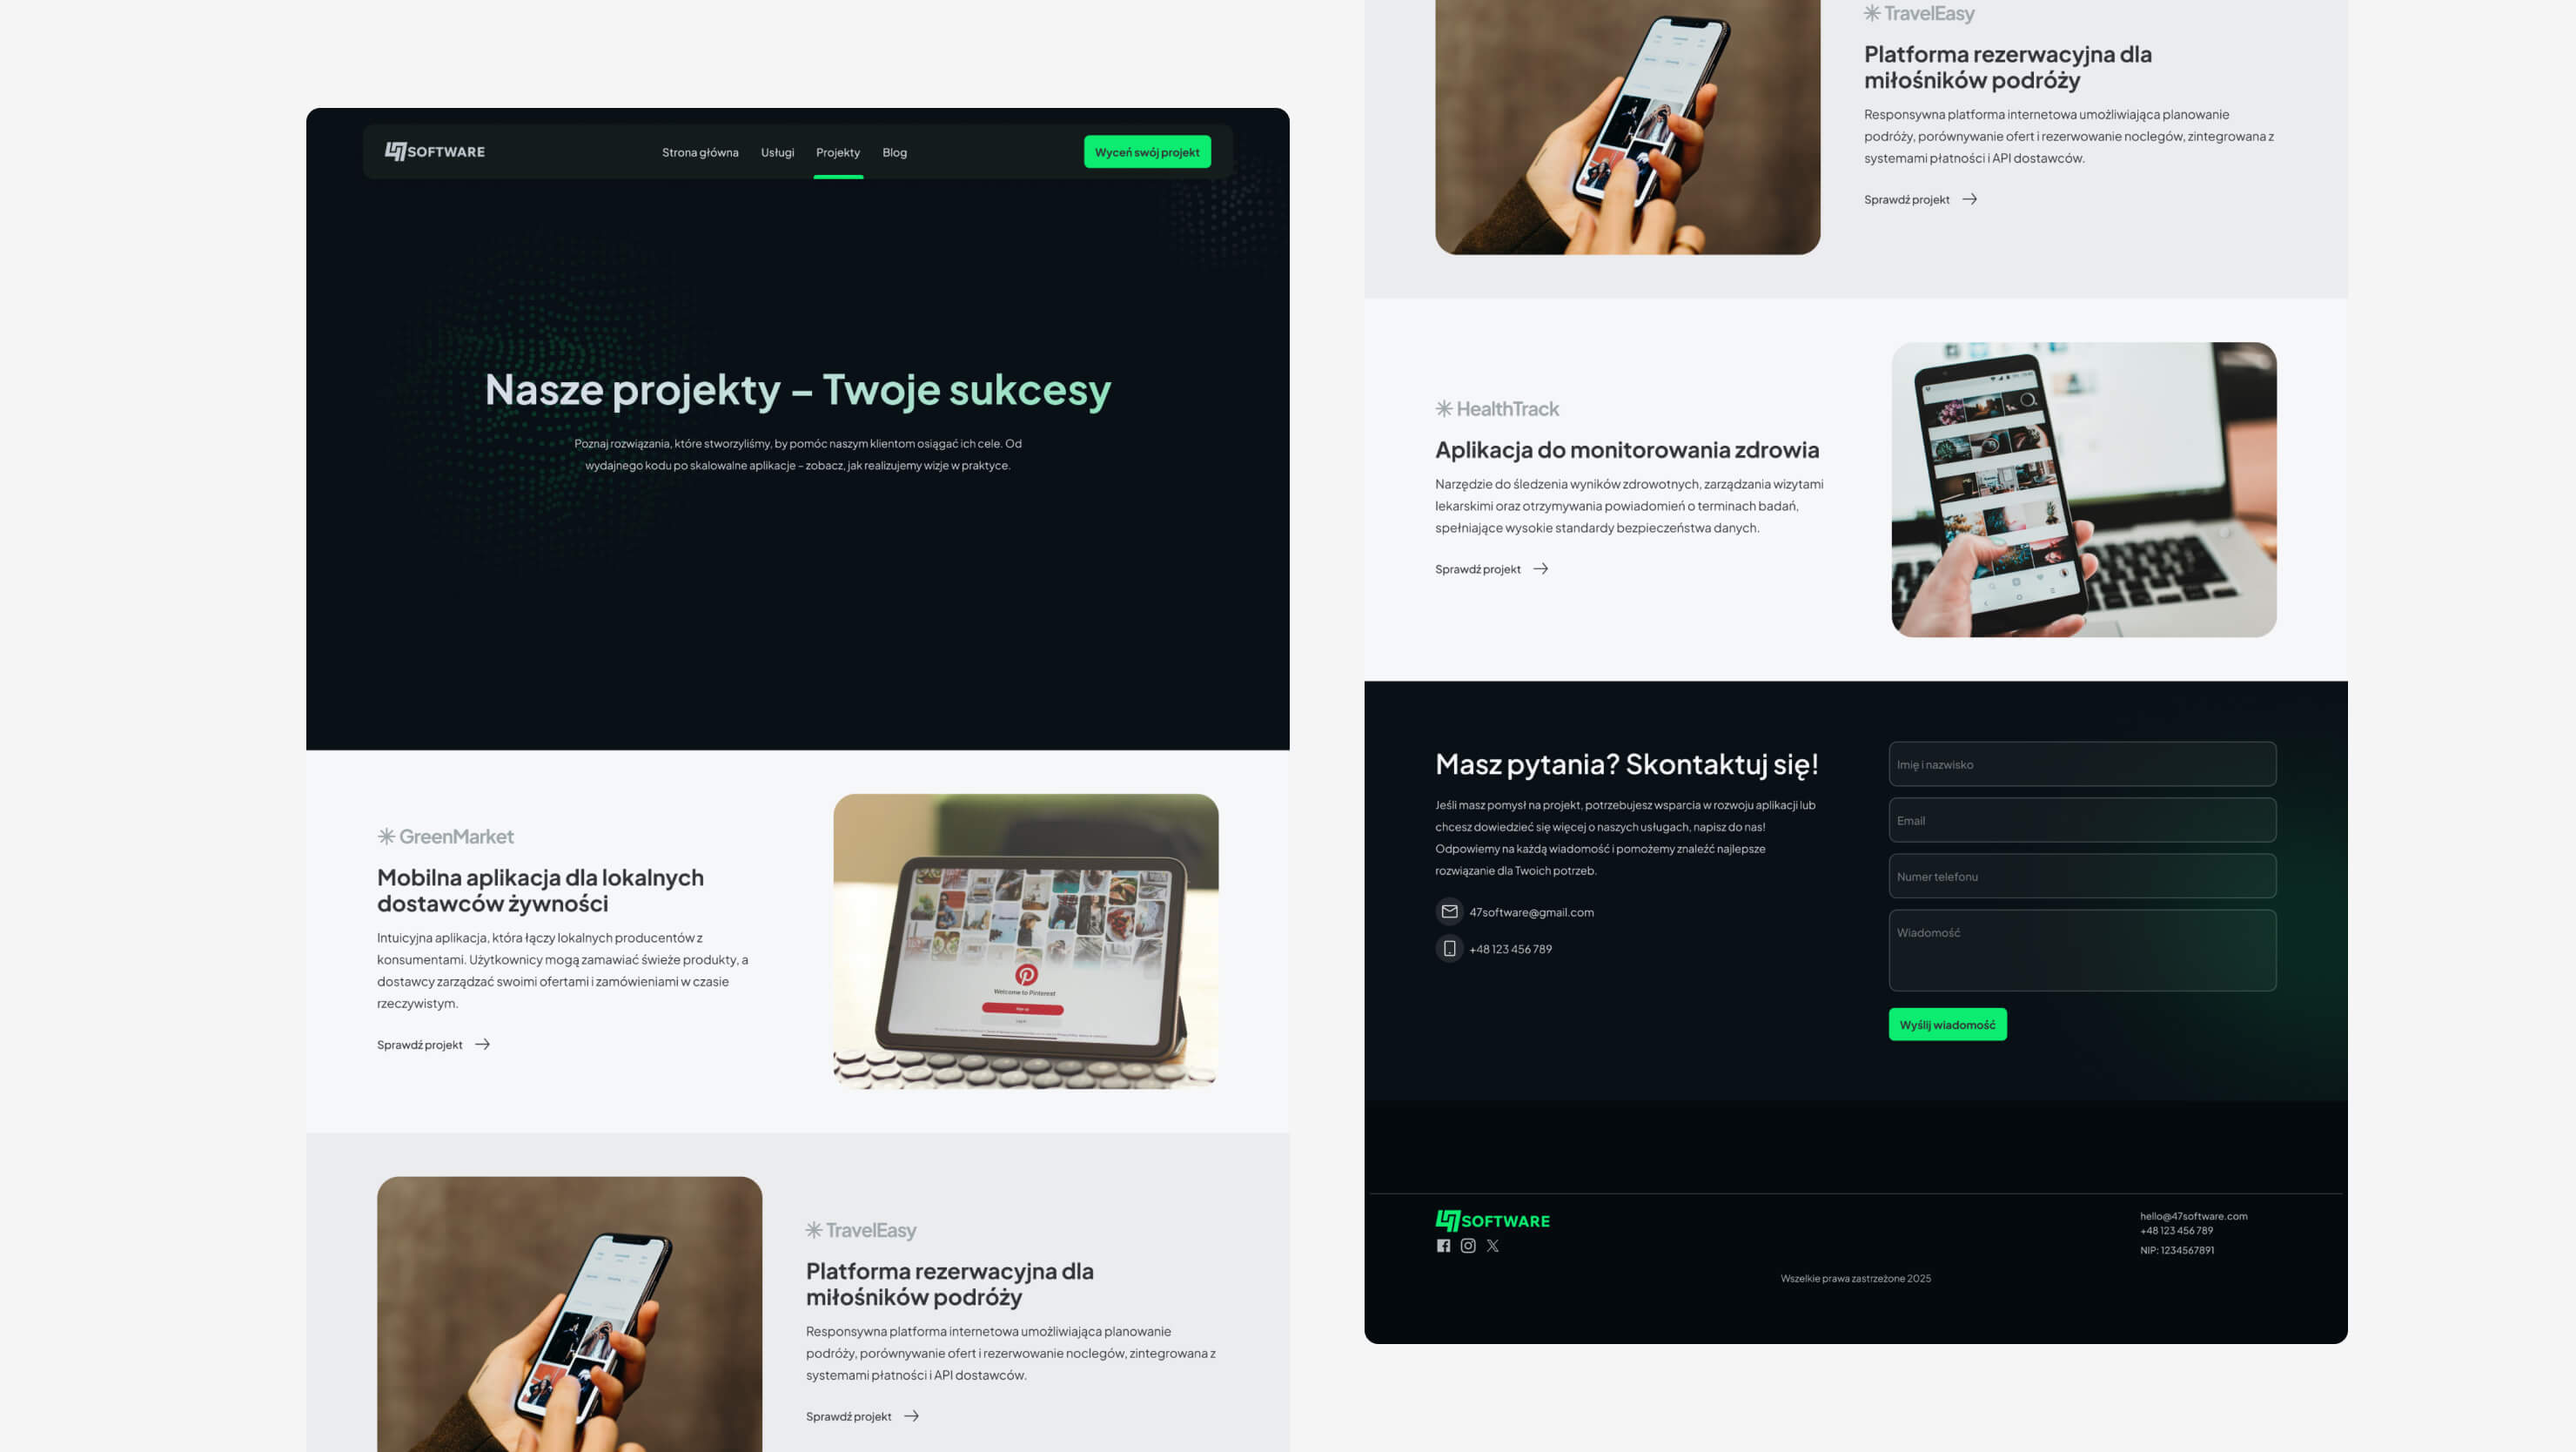 47SOFTWARE
Strona główna
Usługi
Projekty
Blog
Wyceń swój projekt
Nasze projekty – Twoje sukcesy
Poznaj rozwiązania, które stworzyliśmy, by pomóc naszym klientom osiągać ich cele. Od
wydajnego kodu po skalowalne aplikacje – zobacz, jak realizujemy wizje w praktyce.
GreenMarket
Mobilna aplikacja dla lokalnych
dostawców żywności
Intuicyjna aplikacja, która łączy lokalnych producentów z
konsumentami. Użytkownicy mogą zamawiać świeże produkty, a
dostawcy zarządzać swoimi ofertami i zamówieniami w czasie
rzeczywistym.
Sprawdź projekt
Welcome to Pinterest
Sign up
Log in
TravelEasy
Platforma rezerwacyjna dla
miłośników podróży
Responsywna platforma internetowa umożliwiająca planowanie
podróży, porównywanie ofert i rezerwowanie noclegów, zintegrowana z
systemami płatności i API dostawców.
Sprawdź projekt
TravelEasy
Platforma rezerwacyjna dla
miłośników podróży
Responsywna platforma internetowa umożliwiająca planowanie
podróży, porównywanie ofert i rezerwowanie noclegów, zintegrowana z
systemami płatności i API dostawców.
Sprawdź projekt
HealthTrack
Aplikacja do monitorowania zdrowia
Narzędzie do śledzenia wyników zdrowotnych, zarządzania wizytami
lekarskimi oraz otrzymywania powiadomień o terminach badań,
spełniające wysokie standardy bezpieczeństwa danych.
Sprawdź projekt
Masz pytania? Skontaktuj się!
Jeśli masz pomysł na projekt, potrzebujesz wsparcia w rozwoju aplikacji lub
chcesz dowiedzieć się więcej o naszych usługach, napisz do nas!
Odpowiemy na każdą wiadomość i pomożemy znaleźć najlepsze
rozwiązanie dla Twoich potrzeb.
47software@gmail.com
+48 123 456 789
Imię i nazwisko
Email
Numer telefonu
Wiadomość
Wyślij wiadomość
47SOFTWARE
hello@47software.com
+48 123 456 789
NIP: 1234567891
Wszelkie prawa zastrzeżone 2025